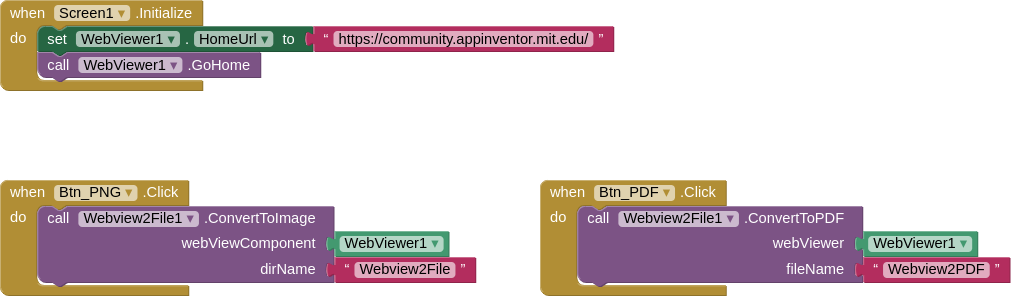 when Screen1 .Initialize
do set WebViewer1 . HomeUrl to “ https://community.appinventor.mit.edu/ ”
call WebViewer1 .GoHome
when Btn_PNG .Click
do call Webview2File1 .ConvertToImage
webViewComponent WebViewer1
dirName “ Webview2File ”
when Btn_PDF .Click
do call Webview2File1 .ConvertToPDF
webViewer WebViewer1
fileName “ Webview2PDF ”